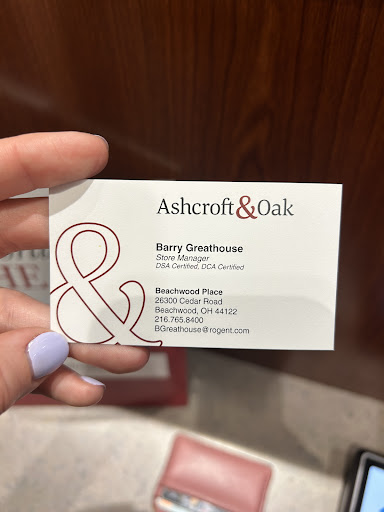 Ashcroft&Oak
Barry Greathouse
Store Manager
DSA Certified, DCA Certified
Beachwood Place
26300 Cedar Road
Beachwood, OH 44122
216.765.8400
BGreathouse@rogent.com
&